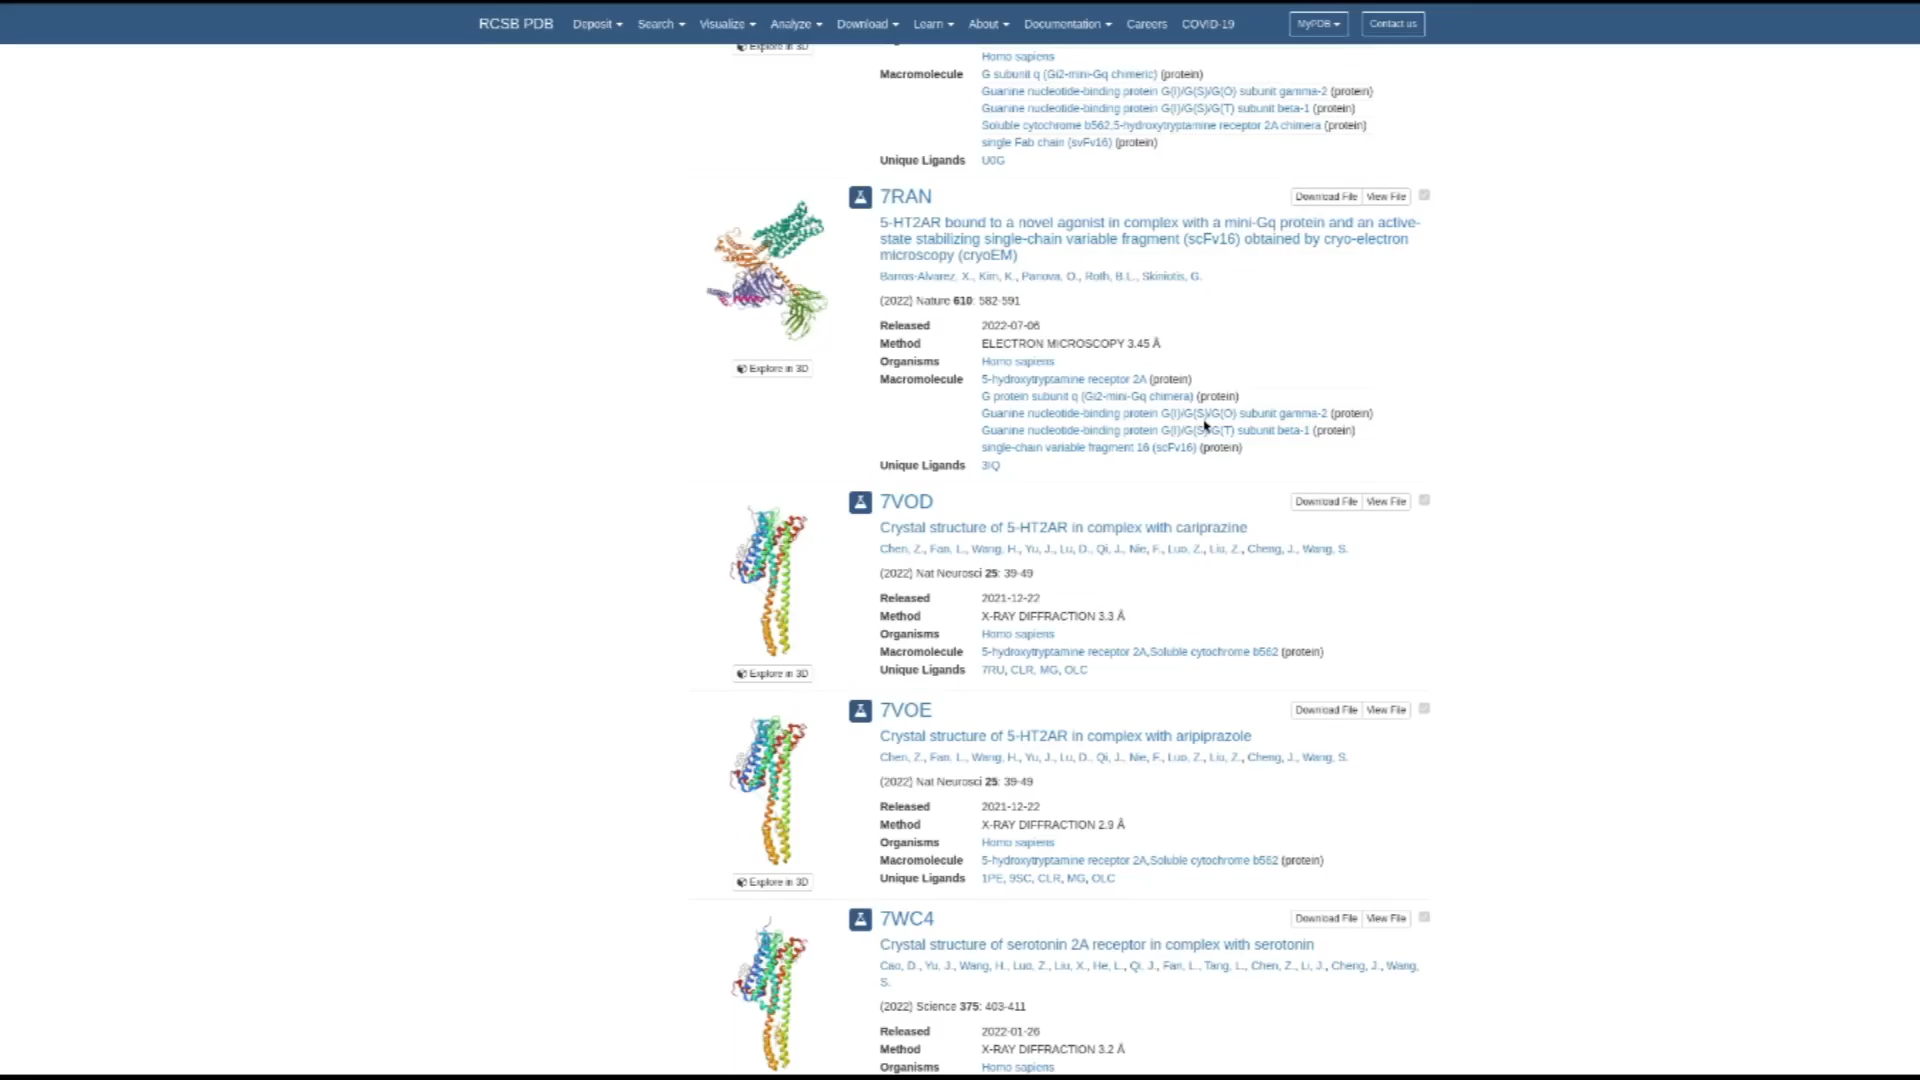 RCSB PDB Deposit Search Visualize Analyze Download Learn About Documentation Careers COVID-19 MyPDB Contact us
Explore in 3D
Homo sapiens
Macromolecule G subunit q (Gi2-mini-Gq chimeric) (protein)
Guanine nucleotide-binding protein G(I)/G(S)/G(O) subunit gamma-2 (protein)
Guanine nucleotide-binding protein G(I)/G(S)/G(T) subunit beta-1 (protein)
Soluble cytochrome b562,5-hydroxytryptamine receptor 2A chimera (protein)
single Fab chain (svFv16) (protein)
Unique Ligands U0G
7RAN Download File View File
5-HT2AR bound to a novel agonist in complex with a mini-Gq protein and an active-
state stabilizing single-chain variable fragment (scFv16) obtained by cryo-electron
microscopy (cryoEM)
Barros-Alvarez, X., Kim, K., Panova, O., Roth, B.L., Skiniotis, G.
(2022) Nature 610: 582-591
Released 2022-07-06
Method ELECTRON MICROSCOPY 3.45 Å
Explore in 3D
Organisms Homo sapiens
Macromolecule 5-hydroxytryptamine receptor 2A (protein)
G protein subunit q (Gi2-mini-Gq chimera) (protein)
Guanine nucleotide-binding protein G(I)/G(S)/G(O) subunit gamma-2 (protein)
Guanine nucleotide-binding protein G(I)/G(S)/G(T) subunit beta-1 (protein)
single-chain variable fragment 16 (scFv16) (protein)
Unique Ligands 3IQ
7VOD Download File View File
Crystal structure of 5-HT2AR in complex with cariprazine
Chen, Z., Fan, L., Wang, H., Yu, J., Lu, D., Qi, J., Nie, F., Luo, Z., Liu, Z., Cheng, J., Wang, S.
(2022) Nat Neurosci 25: 39-49
Released 2021-12-22
Method X-RAY DIFFRACTION 3.3 Å
Organisms Homo sapiens
Macromolecule 5-hydroxytryptamine receptor 2A,Soluble cytochrome b562 (protein)
Unique Ligands 7RU, CLR, MG, OLC
Explore in 3D
7VOE Download File View File
Crystal structure of 5-HT2AR in complex with aripiprazole
Chen, Z., Fan, L., Wang, H., Yu, J., Lu, D., Qi, J., Nie, F., Luo, Z., Liu, Z., Cheng, J., Wang, S.
(2022) Nat Neurosci 25: 39-49
Released 2021-12-22
Method X-RAY DIFFRACTION 2.9 Å
Organisms Homo sapiens
Macromolecule 5-hydroxytryptamine receptor 2A,Soluble cytochrome b562 (protein)
Unique Ligands 1PE, 9SC, CLR, MG, OLC
Explore in 3D
7WC4 Download File View File
Crystal structure of serotonin 2A receptor in complex with serotonin
Cao, D., Yu, J., Wang, H., Luo, Z., Liu, X., He, L., Qi, J., Fan, L., Tang, L., Chen, Z., Li, J., Cheng, J., Wang,
S.
(2022) Science 375: 403-411
Released 2022-01-26
Method X-RAY DIFFRACTION 3.2 Å
Organisms Homo sapiens